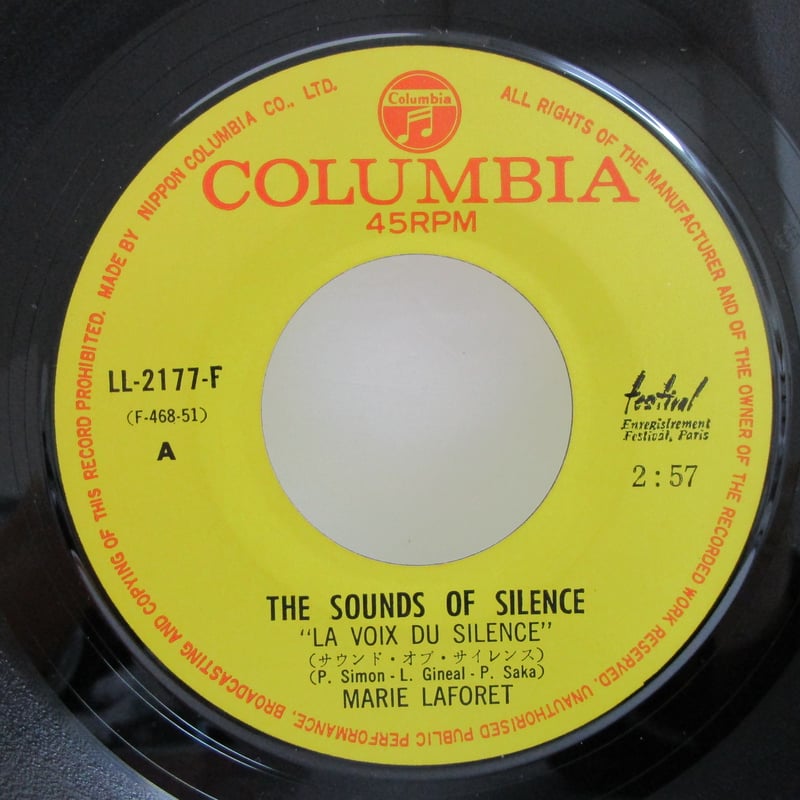 MADE BY NIPPON COLUMBIA CO., LTD.
ALL RIGHTS OF THE MANUFACTURER AND OF THE OWNER OF THE RECORDED WORK RESERVED. UNAUTHORISED PUBLIC PERFORMANCE, BROADCASTING AND COPYING OF THIS RECORD PROHIBITED.
Columbia
COLUMBIA
45RPM
LL-2177-F
(F-468-51)
A
festival
Enregistrement
Festival, Paris
2:57
THE SOUNDS OF SILENCE
"LA VOIX DU SILENCE"
(サウンド・オブ・サイレンス)
(P. Simon - L. Gineal - P. Saka)
MARIE LAFORET